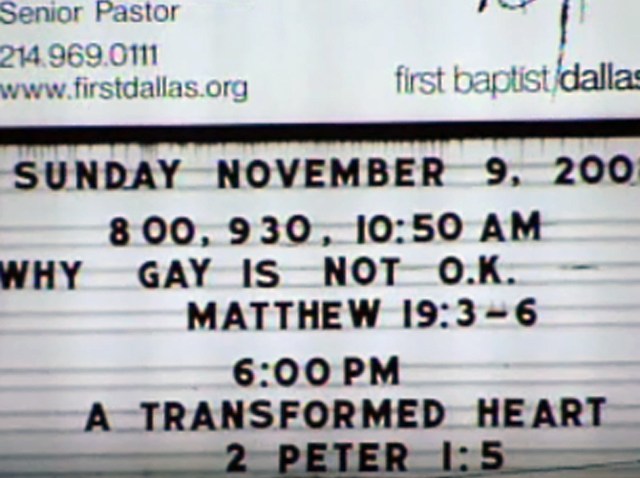 Senior Pastor
214.969.0111
www.firstdallas.org
first baptist/dallas
SUNDAY NOVEMBER 9, 200
8 00, 9 30, 10:50 AM
WHY GAY IS NOT O.K.
MATTHEW 19:3-6
6:00 PM
A TRANSFORMED HEART
2 PETER 1:5